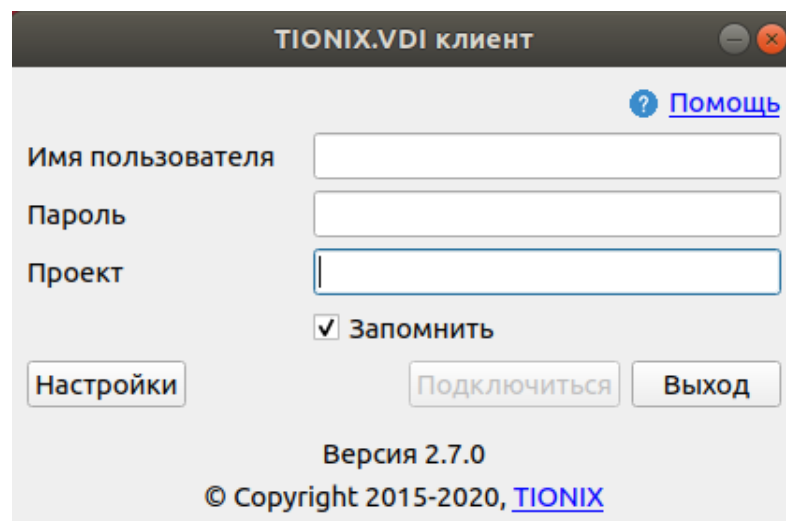 TIONIX.VDI клиент
? Помощь
Имя пользователя
Пароль
Проект
Запомнить
Настройки Подключиться Выход
Версия 2.7.0
© Copyright 2015-2020, TIONIX